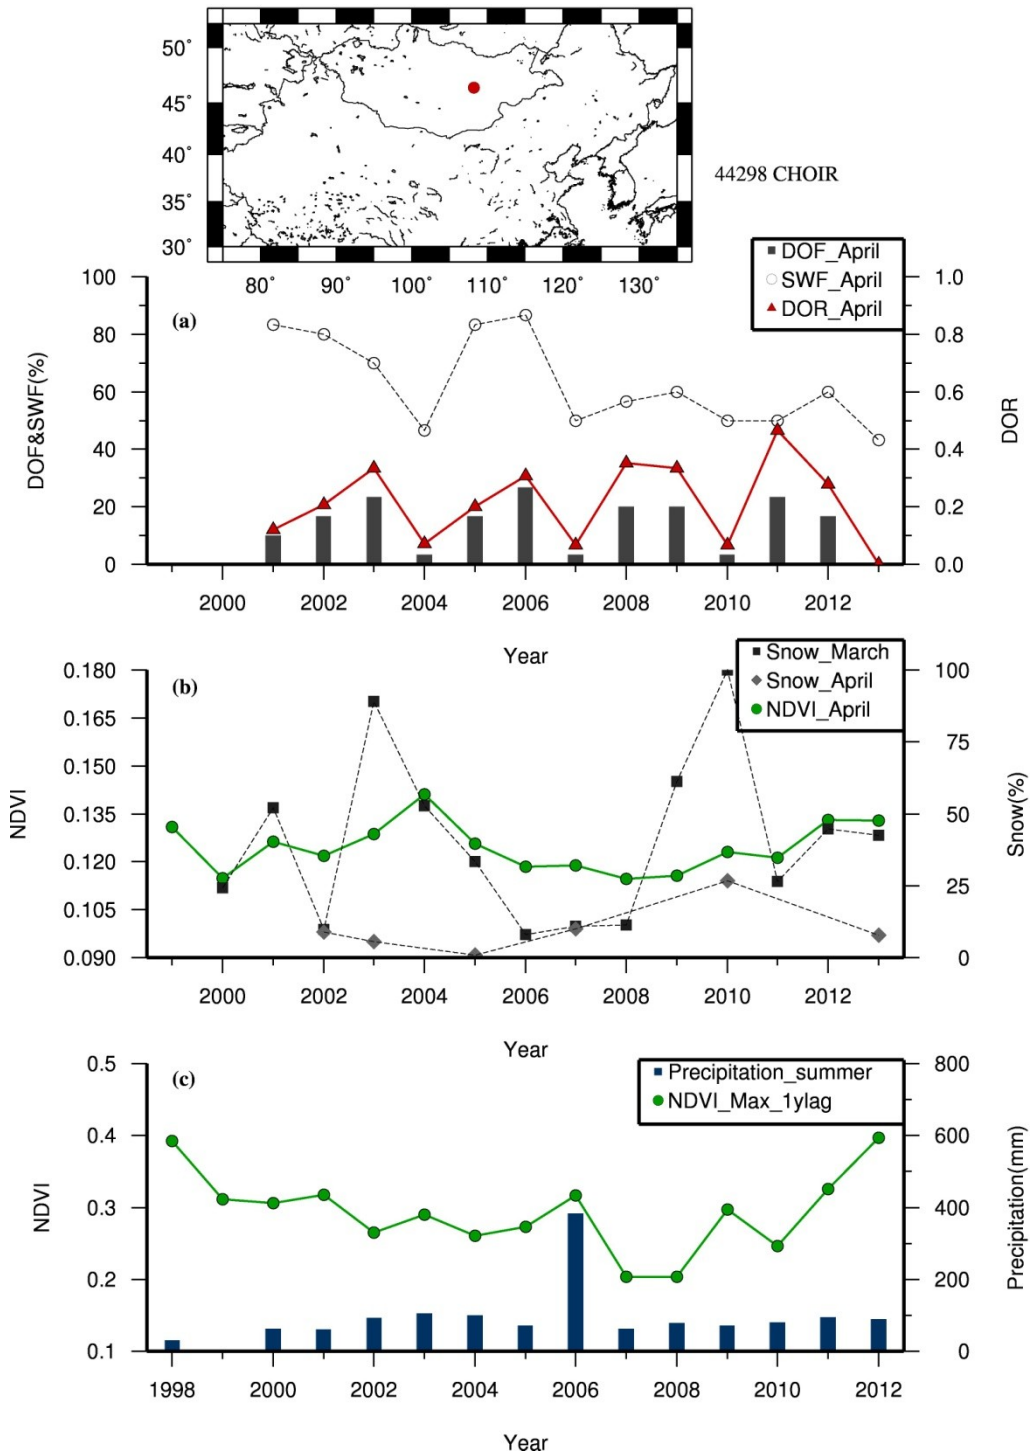 50°
45°
40°
35°
30°
80° 90° 100° 110° 120° 130°
44298 CHOIR
DOF_April
SWF_April
DOR_April
(a)
100
80
60
40
20
0
DOF&SWF(%)
1.0
0.8
0.6
0.4
0.2
0.0
DOR
2000 2002 2004 2006 2008 2010 2012
Year
Snow_March
Snow_April
NDVI_April
(b)
0.180
0.165
0.150
0.135
0.120
0.105
0.090
NDVI
100
75
50
25
0
Snow(%)
2000 2002 2004 2006 2008 2010 2012
Year
Precipitation_summer
NDVI_Max_1ylag
(c)
0.5
0.4
0.3
0.2
0.1
NDVI
800
600
400
200
0
Precipitation(mm)
1998 2000 2002 2004 2006 2008 2010 2012
Year